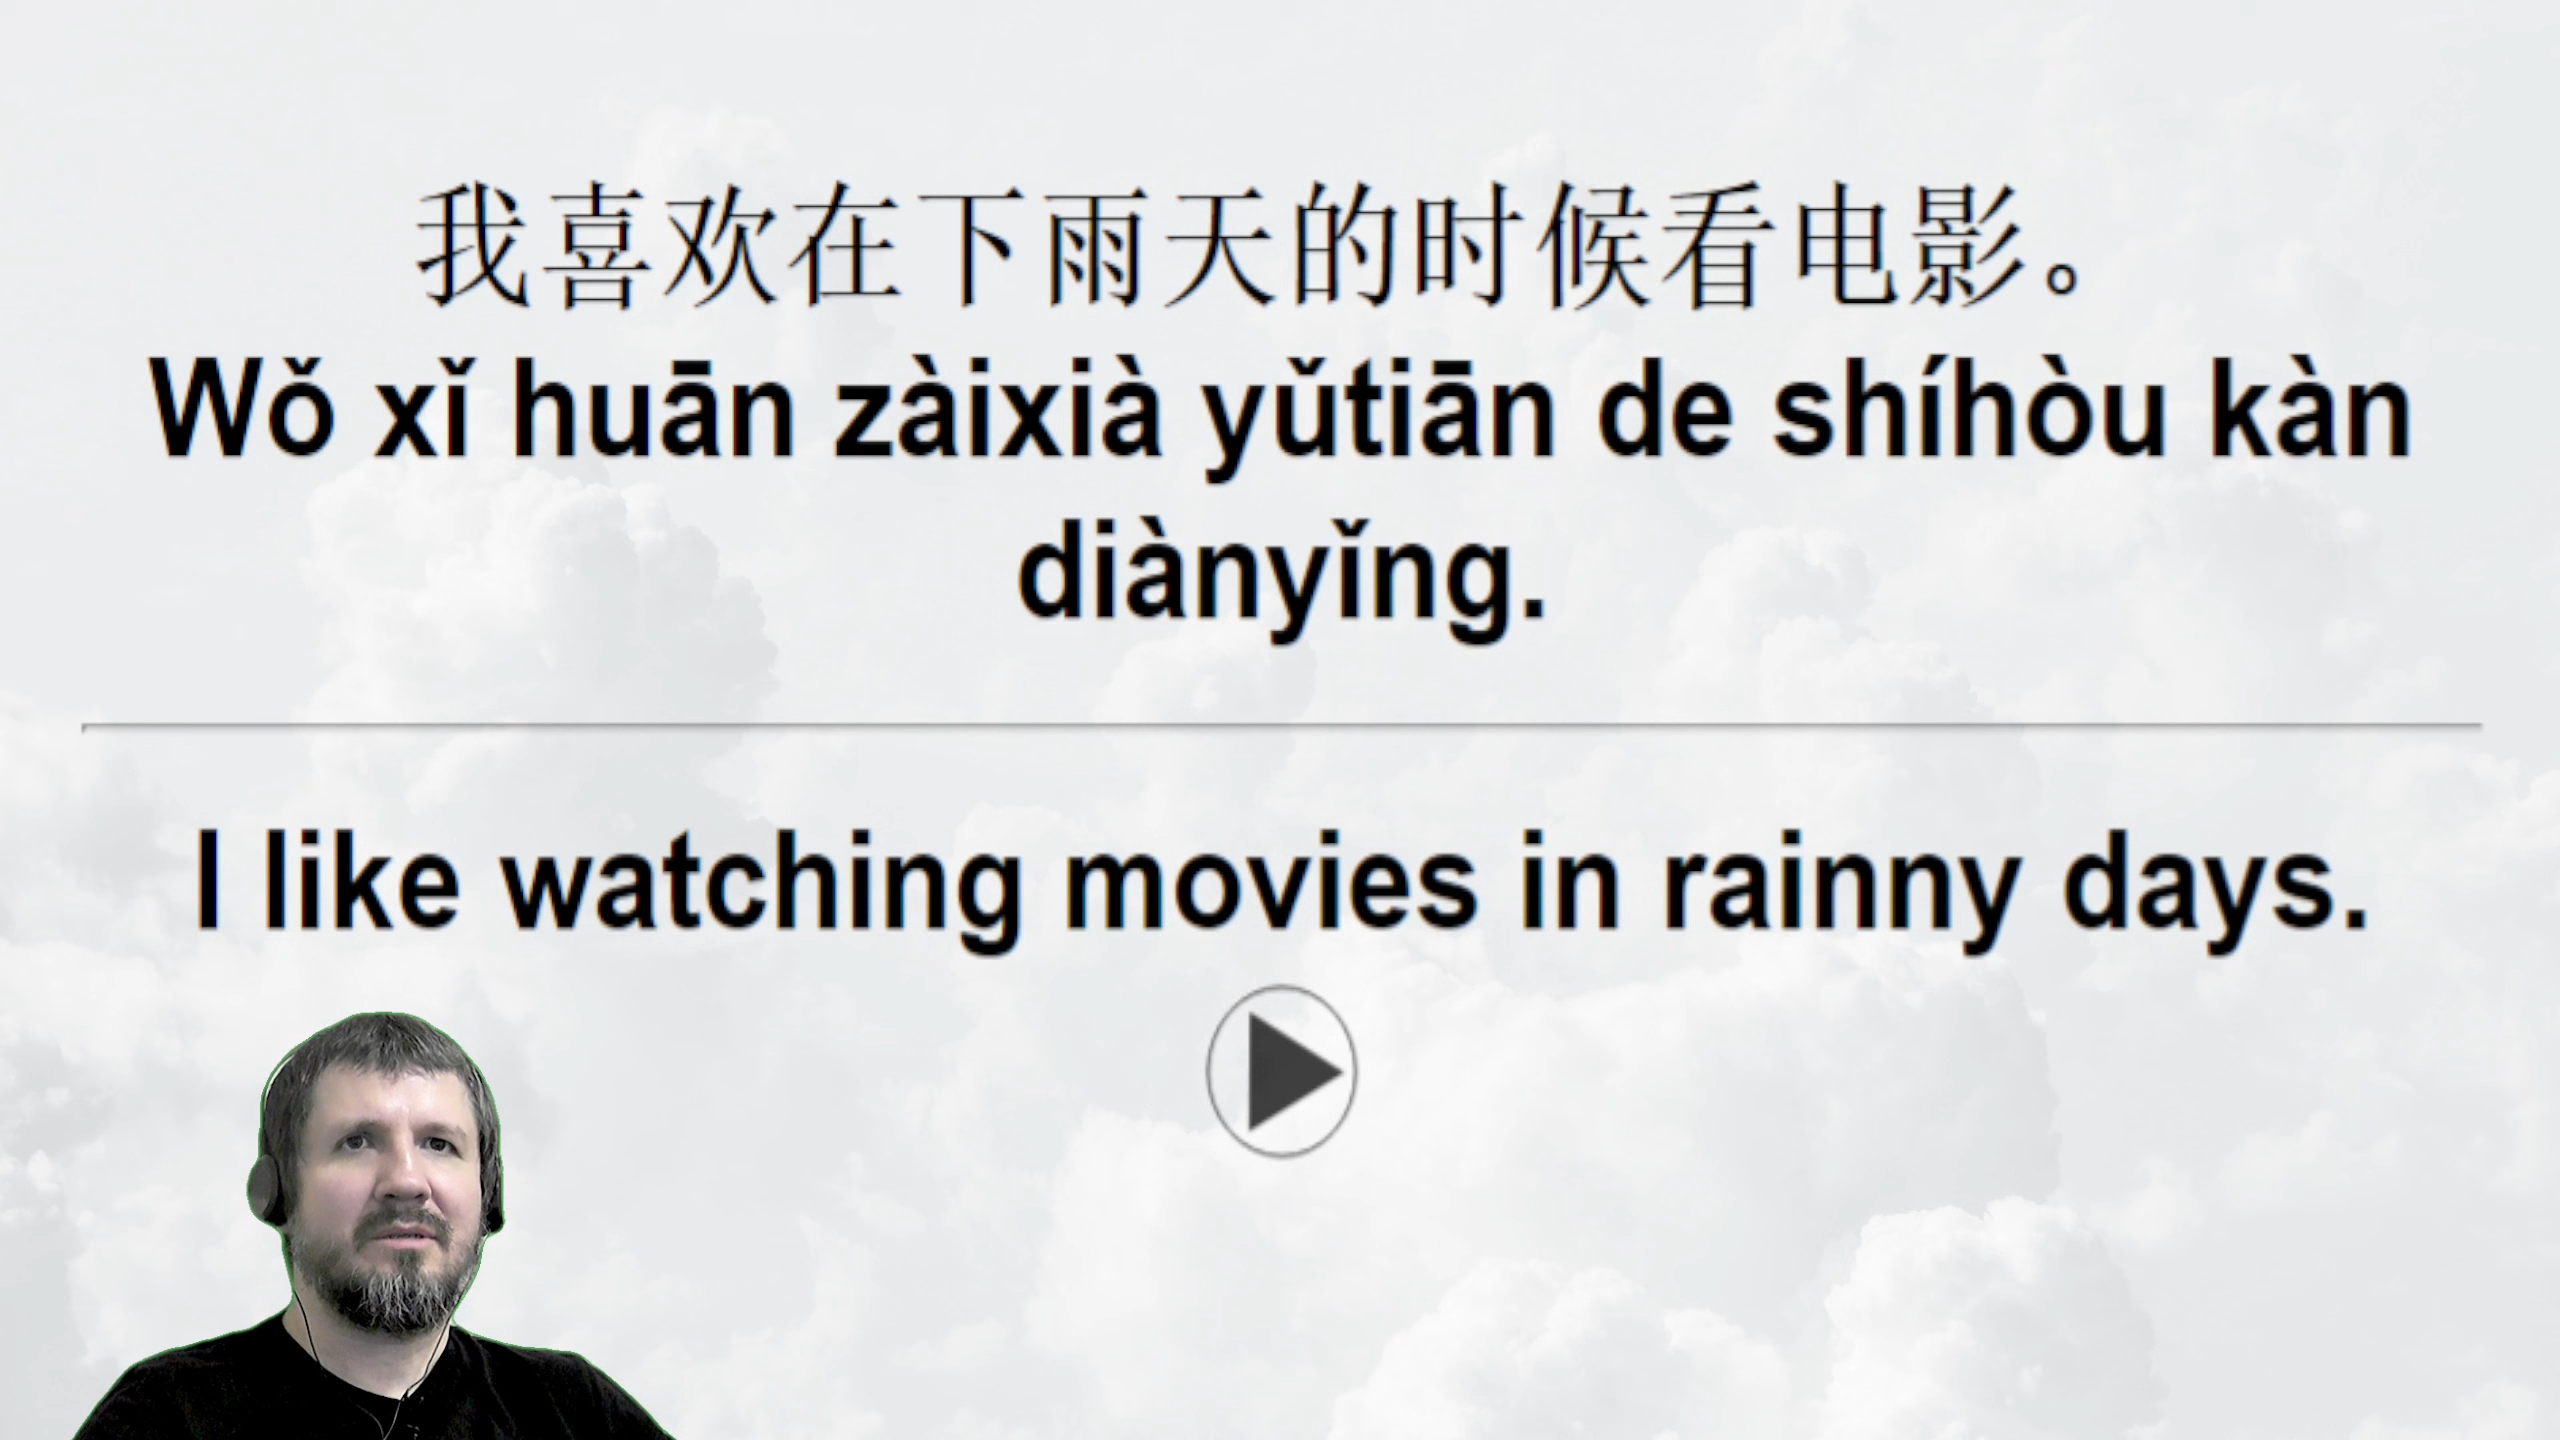 我喜欢在下雨天的时候看电影。
Wǒ xǐ huān zàixià yǔtiān de shíhòu kàn
diànyǐng.
I like watching movies in rainny days.